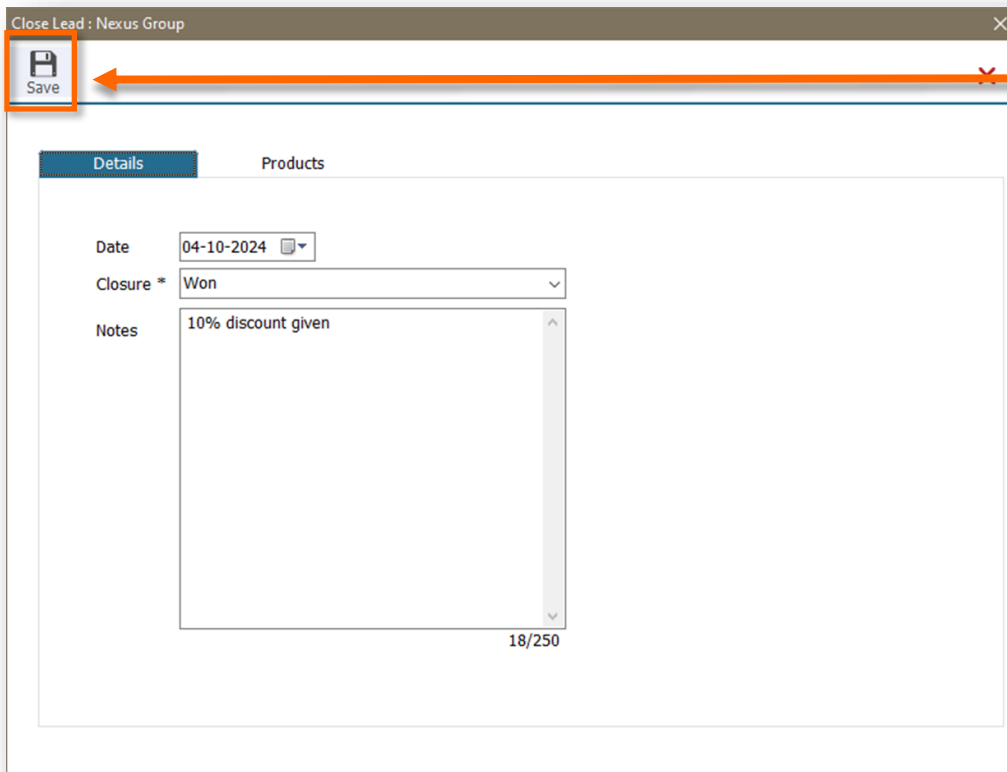 Close Lead : Nexus Group
Save
Details
Products
Date
04-10-2024
Closure *
Won
Notes
10% discount given
18/250